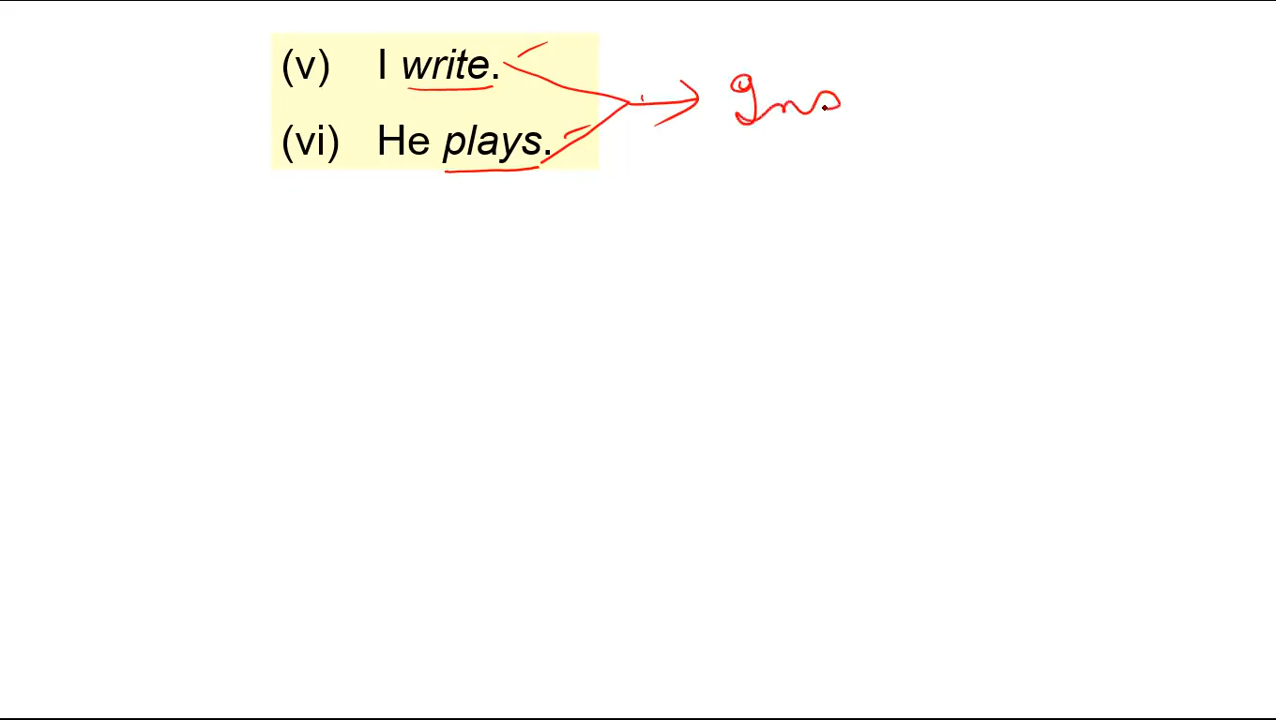 (v) I write.
(vi) He plays.